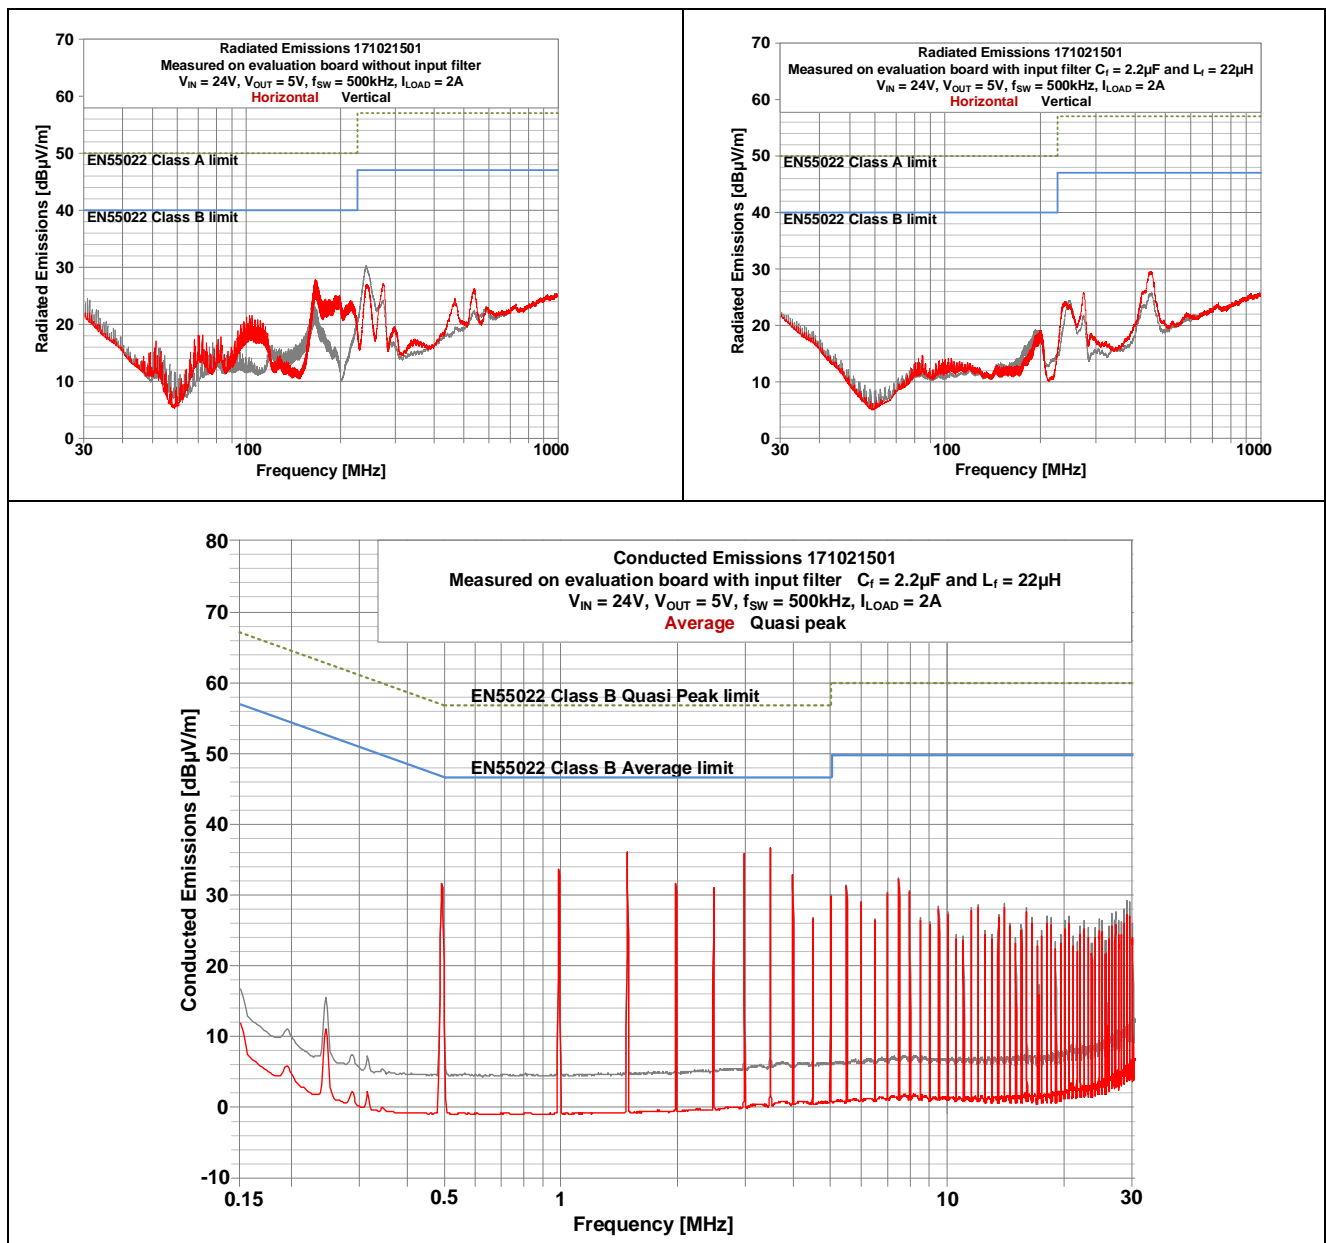 Radiated Emissions 171021501
Measured on evaluation board without input filter
VIN = 24V, VOUT = 5V, fSW = 500kHz, ILOAD = 2A
Horizontal Vertical
70
60
50
40
30
20
10
0
EN55022 Class A limit
EN55022 Class B limit
Radiated Emissions [dBµV/m]
30 100 1000
Frequency [MHz]
Radiated Emissions 171021501
Measured on evaluation board with input filter Cf = 2.2µF and Lf = 22µH
VIN = 24V, VOUT = 5V, fSW = 500kHz, ILOAD = 2A
Horizontal Vertical
70
60
50
40
30
20
10
0
EN55022 Class A limit
EN55022 Class B limit
Radiated Emissions [dBµV/m]
30 100 1000
Frequency [MHz]
Conducted Emissions 171021501
Measured on evaluation board with input filter Cf = 2.2µF and Lf = 22µH
VIN = 24V, VOUT = 5V, fSW = 500kHz, ILOAD = 2A
Average Quasi peak
80
70
60
50
40
30
20
10
0
-10
EN55022 Class B Quasi Peak limit
EN55022 Class B Average limit
Conducted Emissions [dBµV/m]
0.15 0.5 1 10 30
Frequency [MHz]